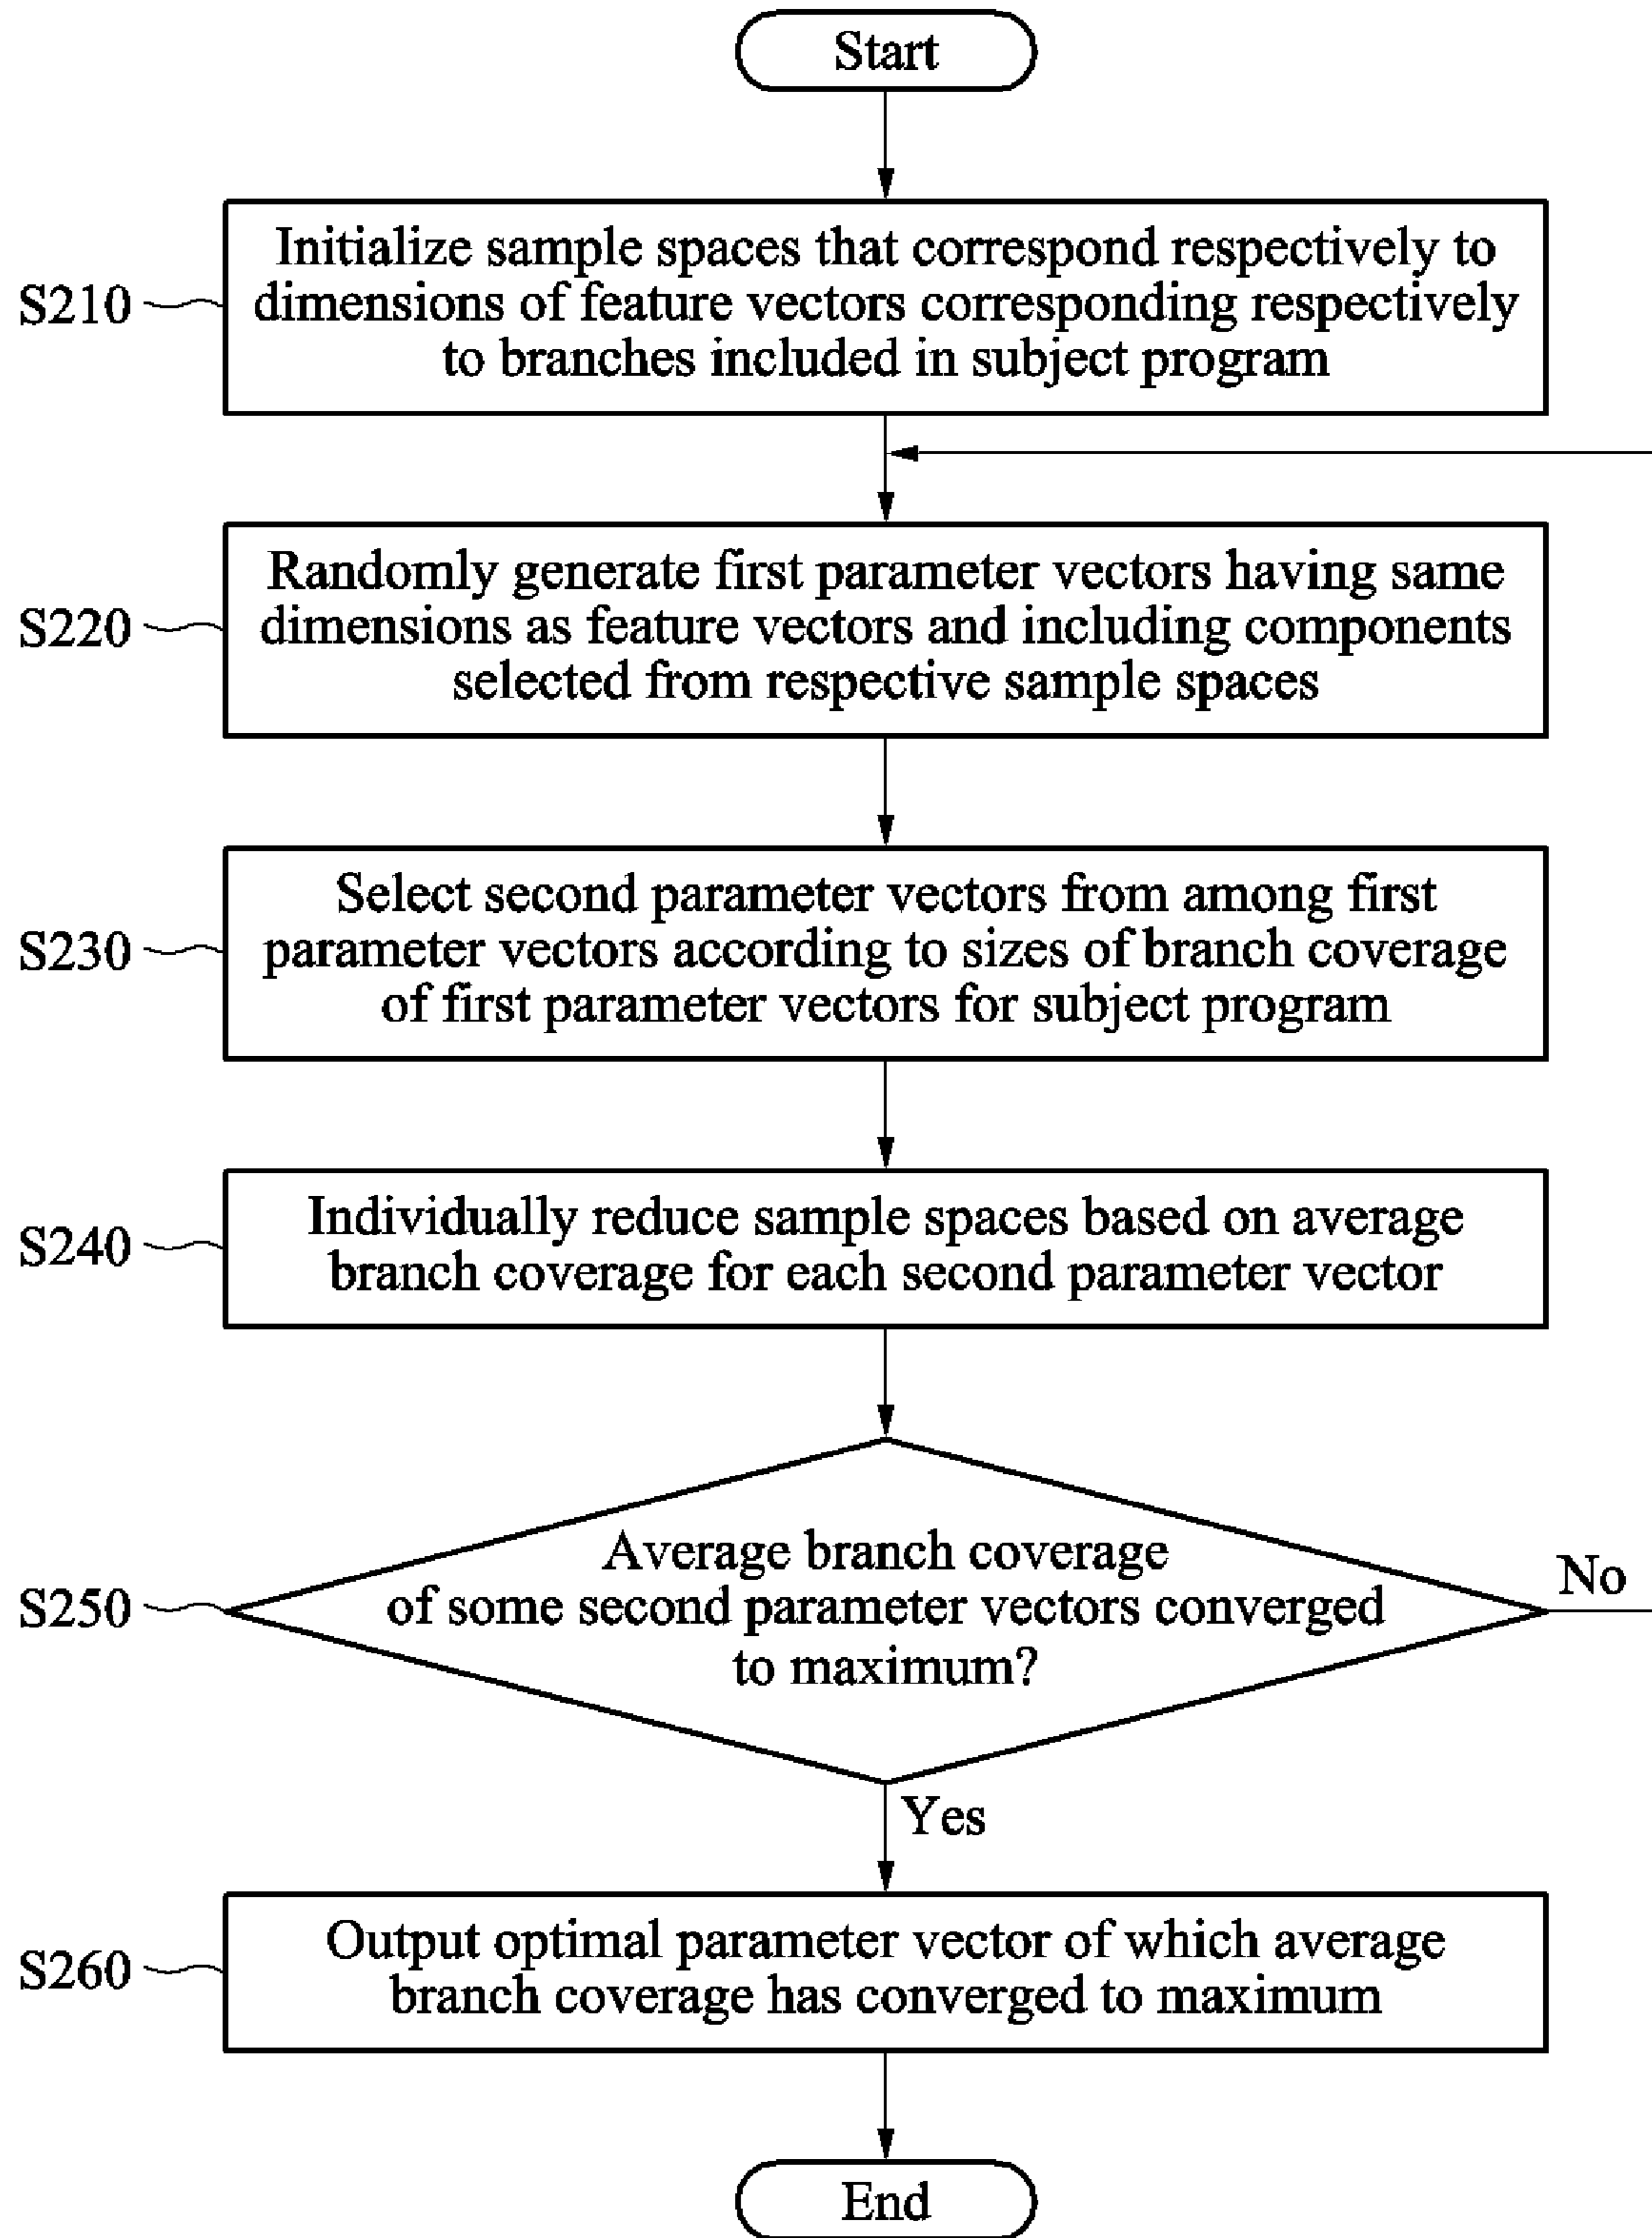 Start
S210
Initialize sample spaces that correspond respectively to
dimensions of feature vectors corresponding respectively
to branches included in subject program
S220
Randomly generate first parameter vectors having same
dimensions as feature vectors and including components
selected from respective sample spaces
S230
Select second parameter vectors from among first
parameter vectors according to sizes of branch coverage
of first parameter vectors for subject program
S240
Individually reduce sample spaces based on average
branch coverage for each second parameter vector
S250
Average branch coverage
of some second parameter vectors converged
to maximum?
No
Yes
S260
Output optimal parameter vector of which average
branch coverage has converged to maximum
End